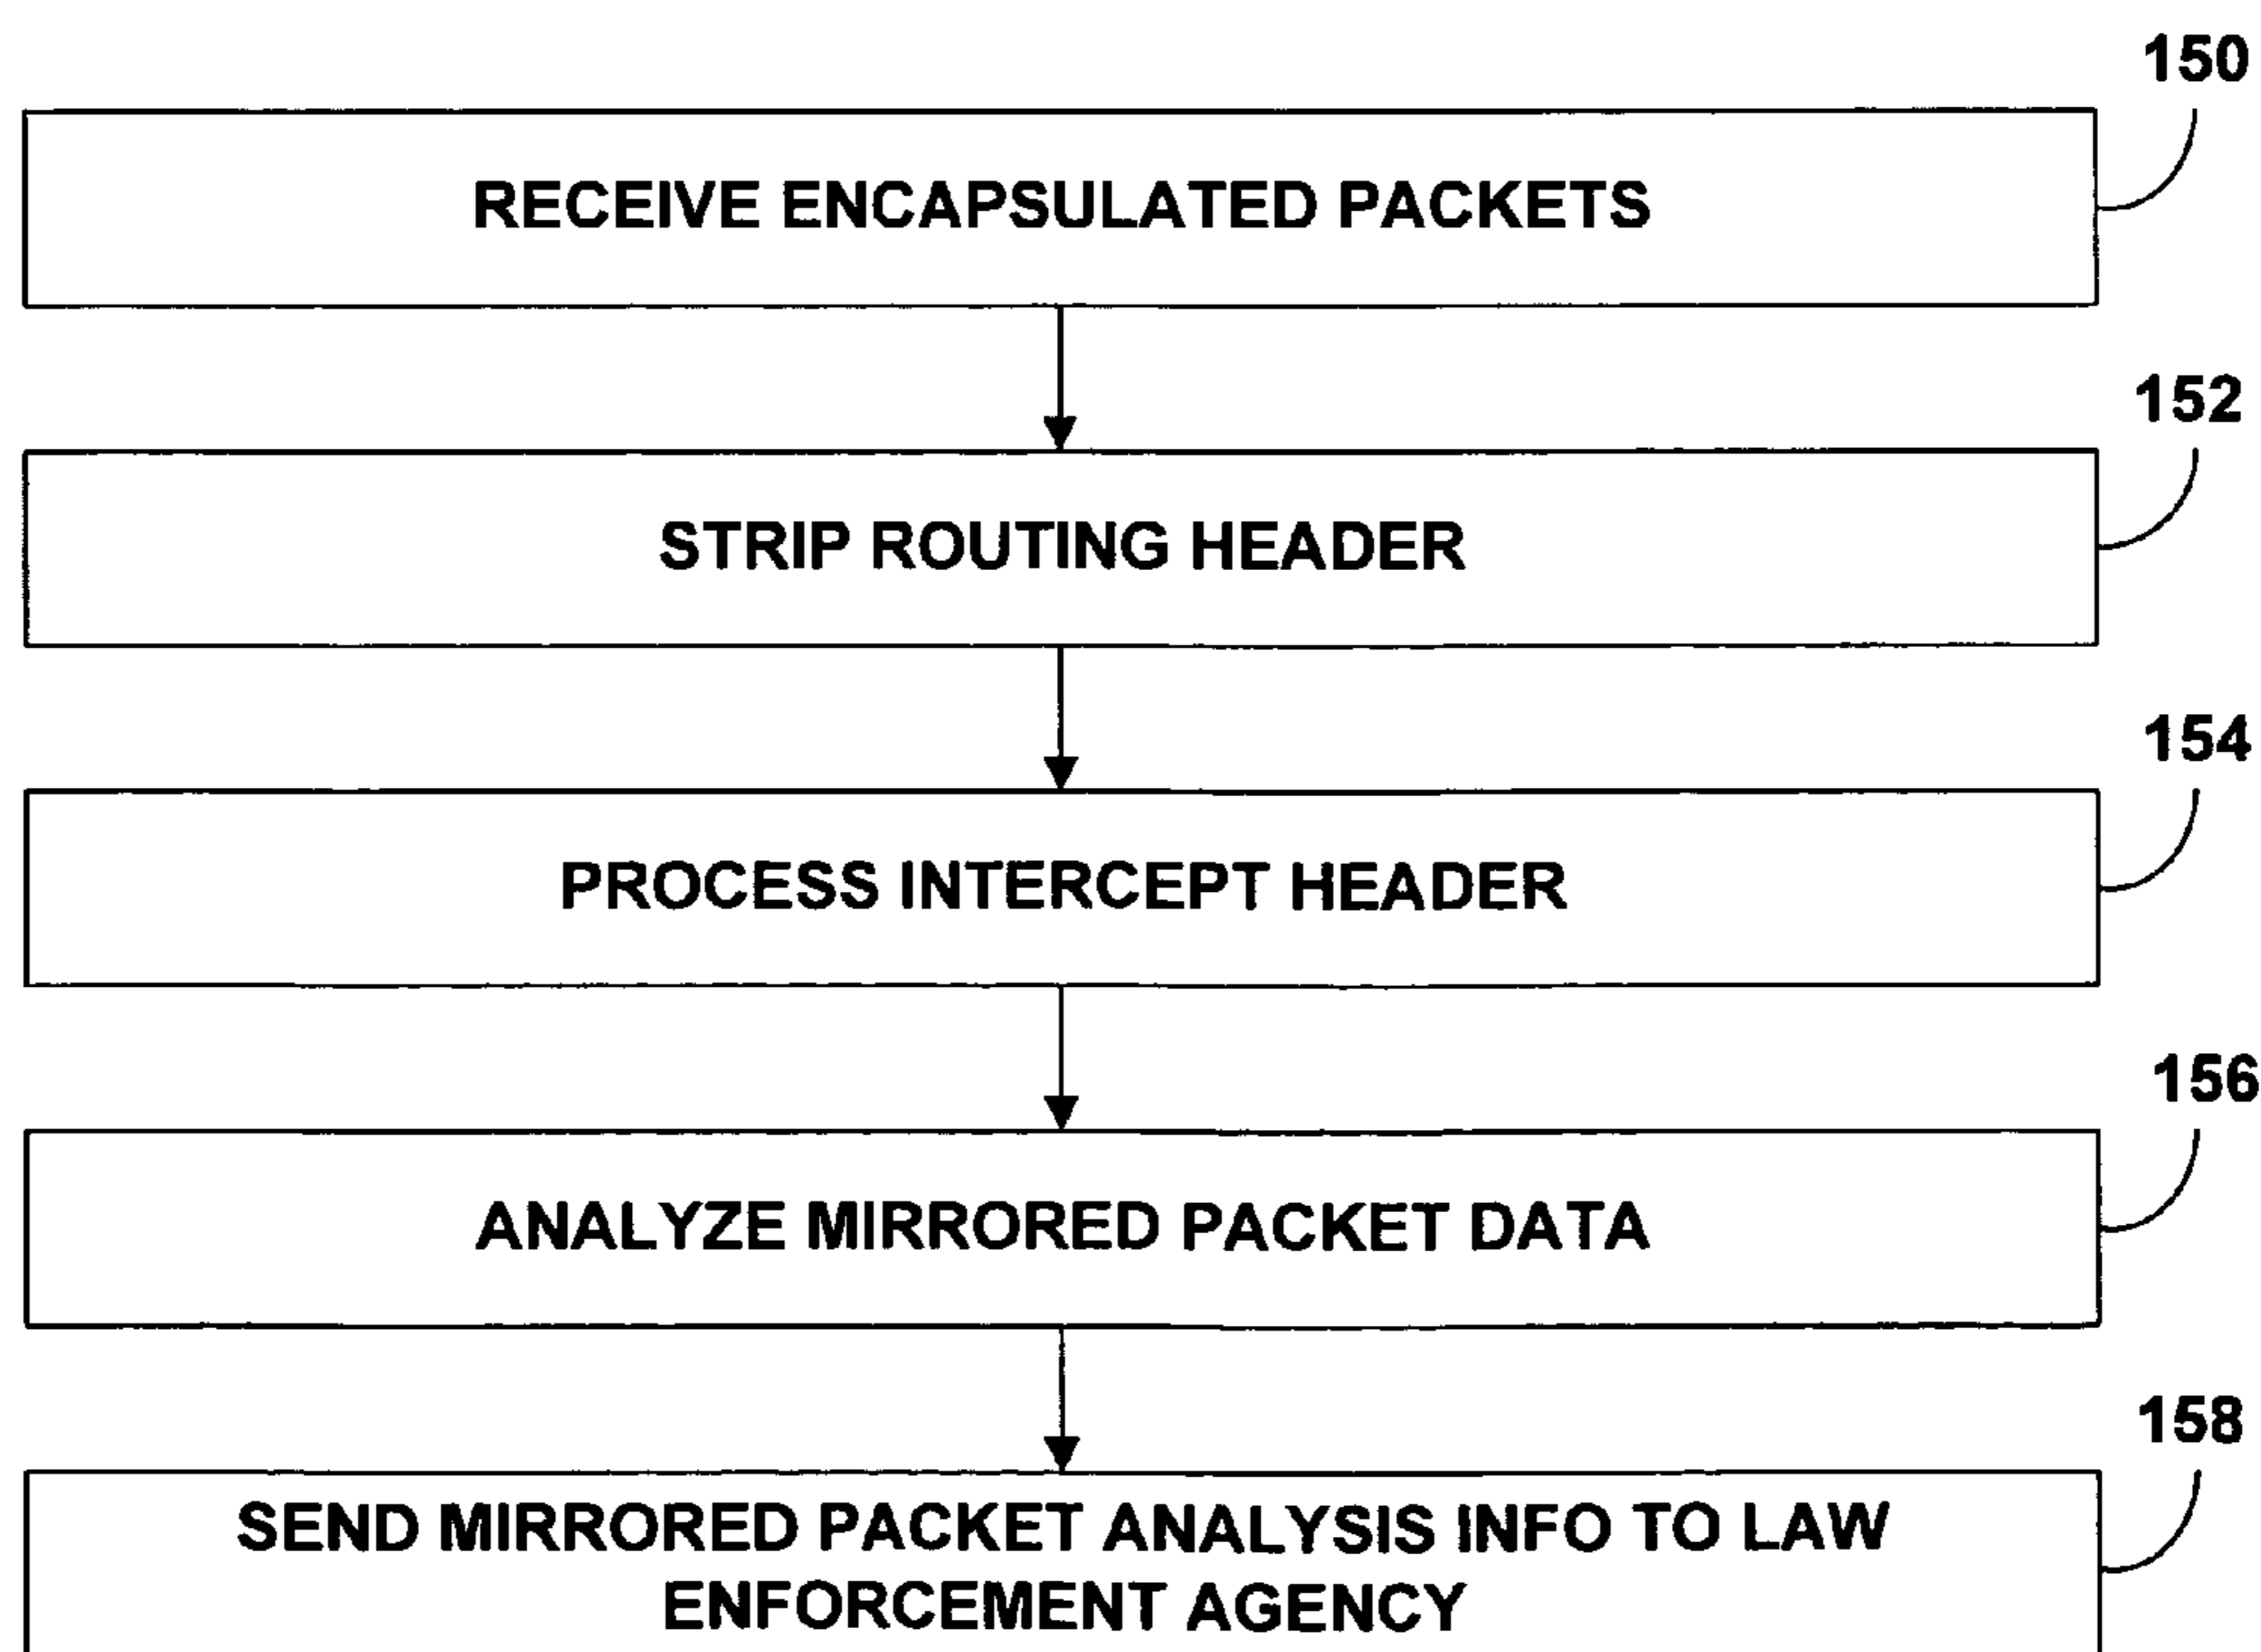 150
RECEIVE ENCAPSULATED PACKETS
152
STRIP ROUTING HEADER
154
PROCESS INTERCEPT HEADER
156
ANALYZE MIRRORED PACKET DATA
158
SEND MIRRORED PACKET ANALYSIS INFO TO LAW
ENFORCEMENT AGENCY